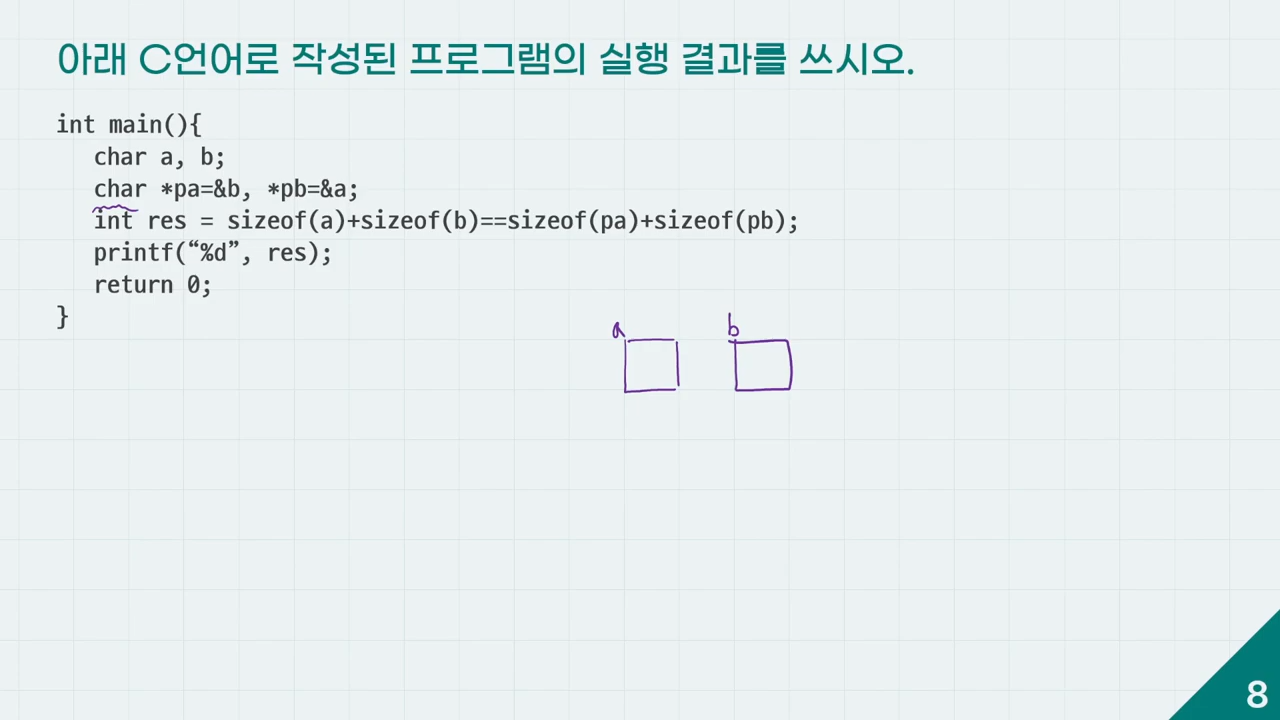 아래 C언어로 작성된 프로그램의 실행 결과를 쓰시오.
int main(){
char a, b;
char *pa=&b, *pb=&a;
int res = sizeof(a)+sizeof(b)==sizeof(pa)+sizeof(pb);
printf(“%d”, res);
return 0;
}
a b
8